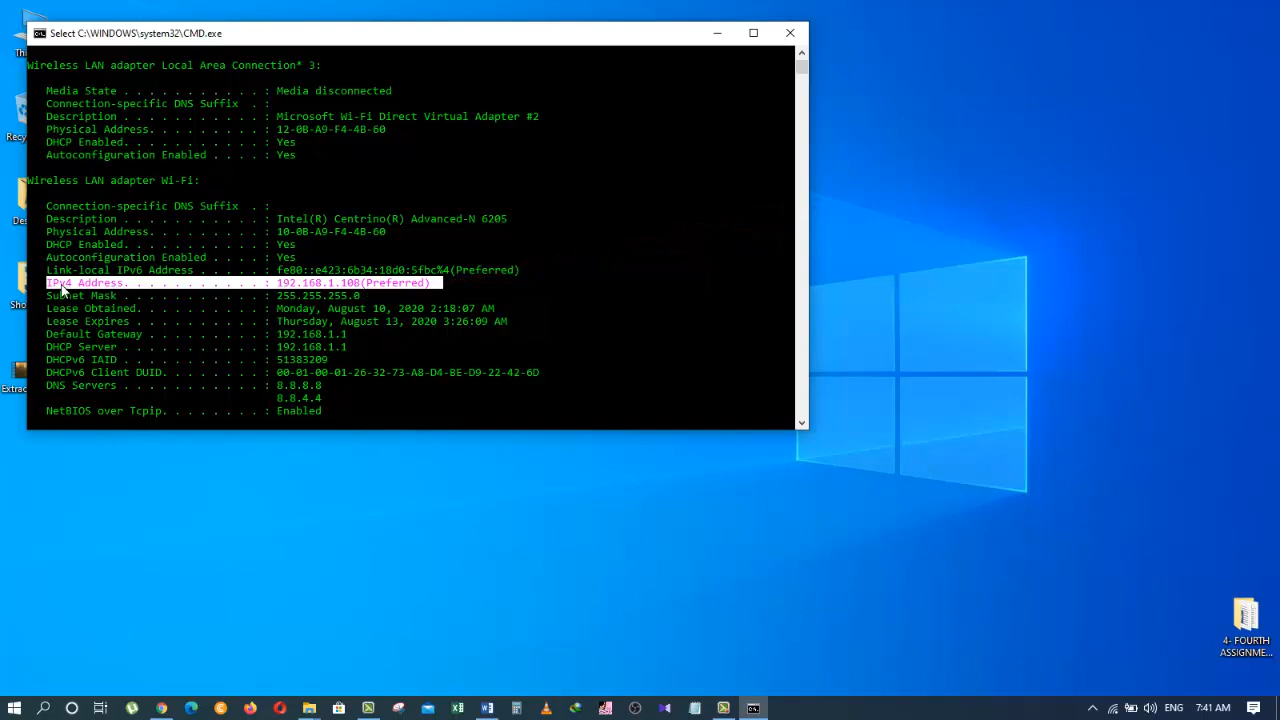 Select C:\WINDOWS\system32\CMD.exe
Wireless LAN adapter Local Area Connection* 3:
Media State . . . . . . . . . . . : Media disconnected
Connection-specific DNS Suffix  . :
Description . . . . . . . . . . . : Microsoft Wi-Fi Direct Virtual Adapter #2
Physical Address. . . . . . . . . : 12-0B-A9-F4-4B-60
DHCP Enabled. . . . . . . . . . . : Yes
Autoconfiguration Enabled . . . . : Yes
Wireless LAN adapter Wi-Fi:
Connection-specific DNS Suffix  . :
Description . . . . . . . . . . . : Intel(R) Centrino(R) Advanced-N 6205
Physical Address. . . . . . . . . : 10-0B-A9-F4-4B-60
DHCP Enabled. . . . . . . . . . . : Yes
Autoconfiguration Enabled . . . . : Yes
Link-local IPv6 Address . . . . . : fe80::e423:6b34:18d0:5fbc%4(Preferred)
IPv4 Address. . . . . . . . . . . : 192.168.1.108(Preferred)
Subnet Mask . . . . . . . . . . . : 255.255.255.0
Lease Obtained. . . . . . . . . . : Monday, August 10, 2020 2:18:07 AM
Lease Expires . . . . . . . . . . : Thursday, August 13, 2020 3:26:09 AM
Default Gateway . . . . . . . . . : 192.168.1.1
DHCP Server . . . . . . . . . . . : 192.168.1.1
DHCPv6 IAID . . . . . . . . . . . : 51383209
DHCPv6 Client DUID. . . . . . . . : 00-01-00-01-26-32-73-A8-D4-BE-D9-22-42-6D
DNS Servers . . . . . . . . . . . : 8.8.8.8
8.8.4.4
NetBIOS over Tcpip. . . . . . . . : Enabled
4- FOURTH
ASSIGNME...
ENG
7:41 AM